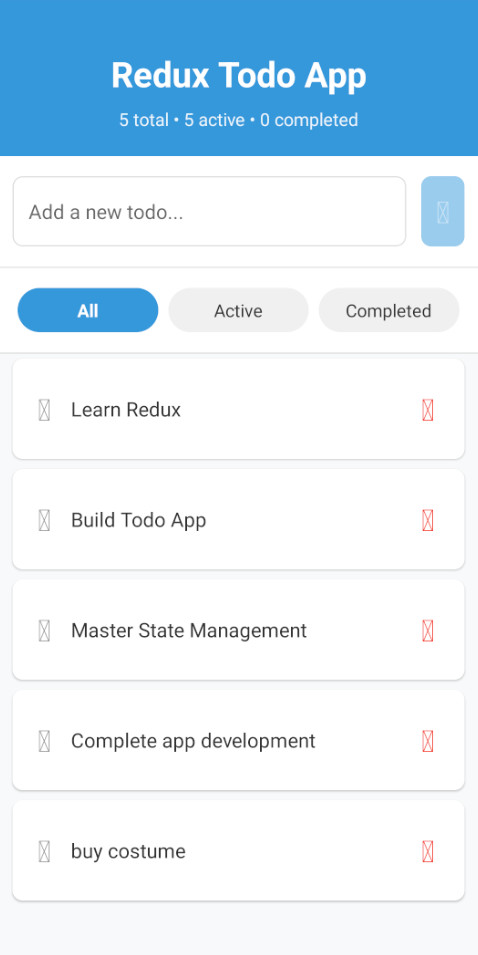 Redux Todo App
5 total • 5 active • 0 completed
Add a new todo...
All
Active
Completed
Learn Redux
Build Todo App
Master State Management
Complete app development
buy costume